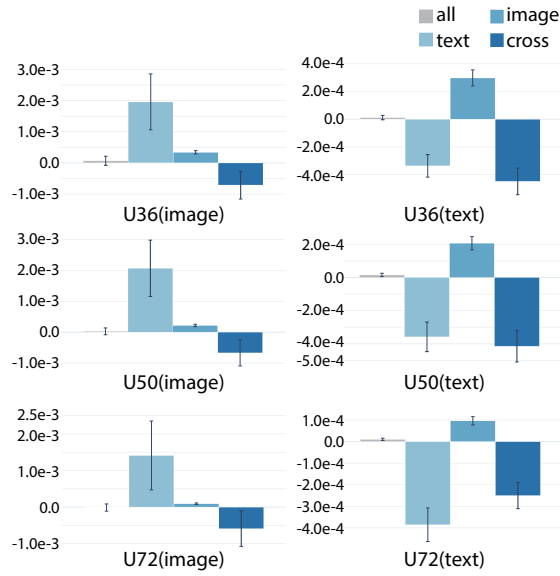 all image
text cross
3.0e-3
2.0e-3
1.0e-3
0.0
-1.0e-3
U36(image)
4.0e-4
2.0e-4
0.0
-2.0e-4
-4.0e-4
U36(text)
3.0e-3
2.0e-3
1.0e-3
0.0
-1.0e-3
U50(image)
2.0e-4
0.0
-2.0e-4
-4.0e-4
-5.0e-4
U50(text)
2.5e-3
2.0e-3
1.0e-3
0.0
-1.0e-3
U72(image)
1.0e-4
0.0
-1.0e-4
-2.0e-4
-3.0e-4
-4.0e-4
U72(text)